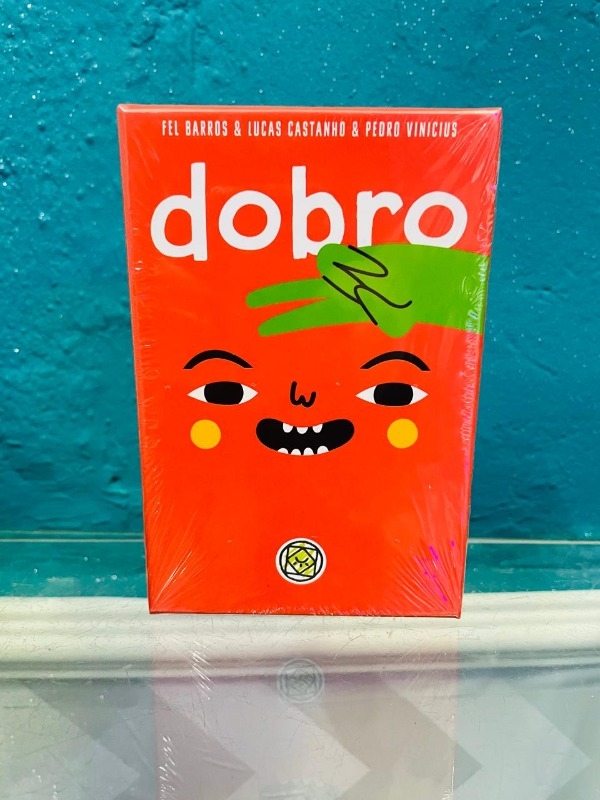 FEL BARROS & LUCAS CASTANHO & PEDRO VINICIUS
dobro